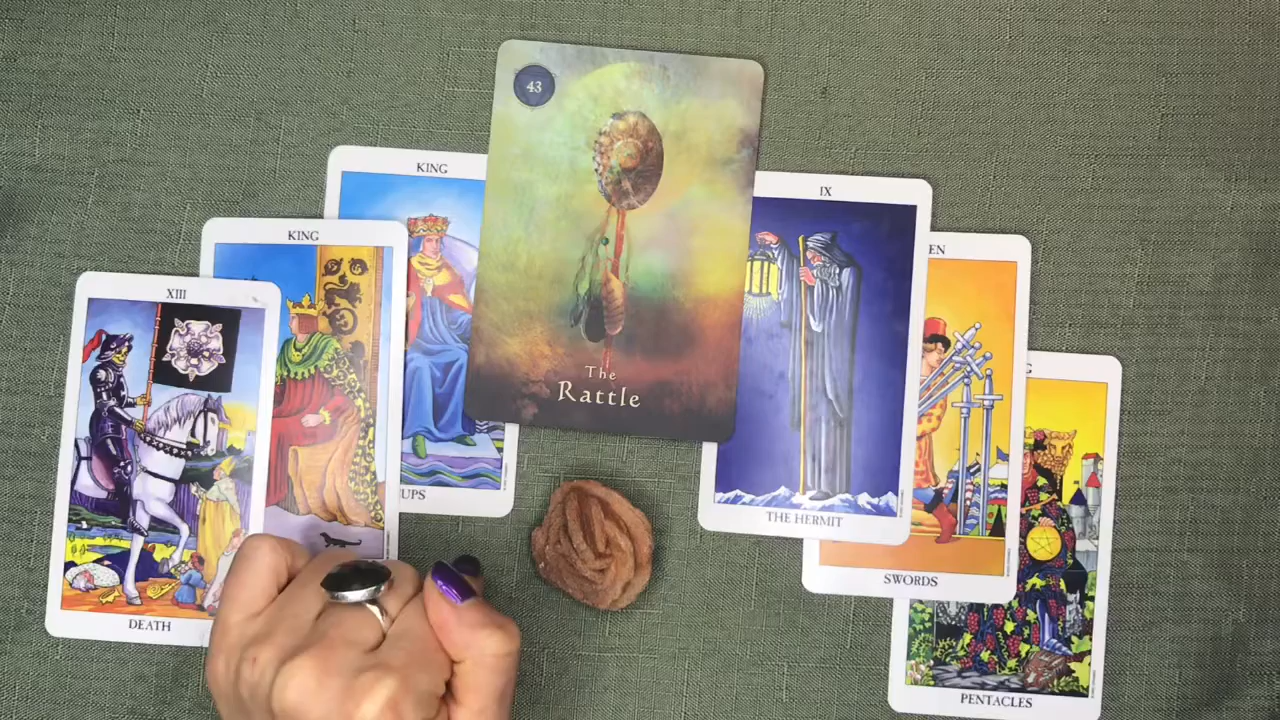 43
The
Rattle
KING
UPS
KING
XIII
DEATH
IX
THE HERMIT
EN
SWORDS
G
PENTACLES